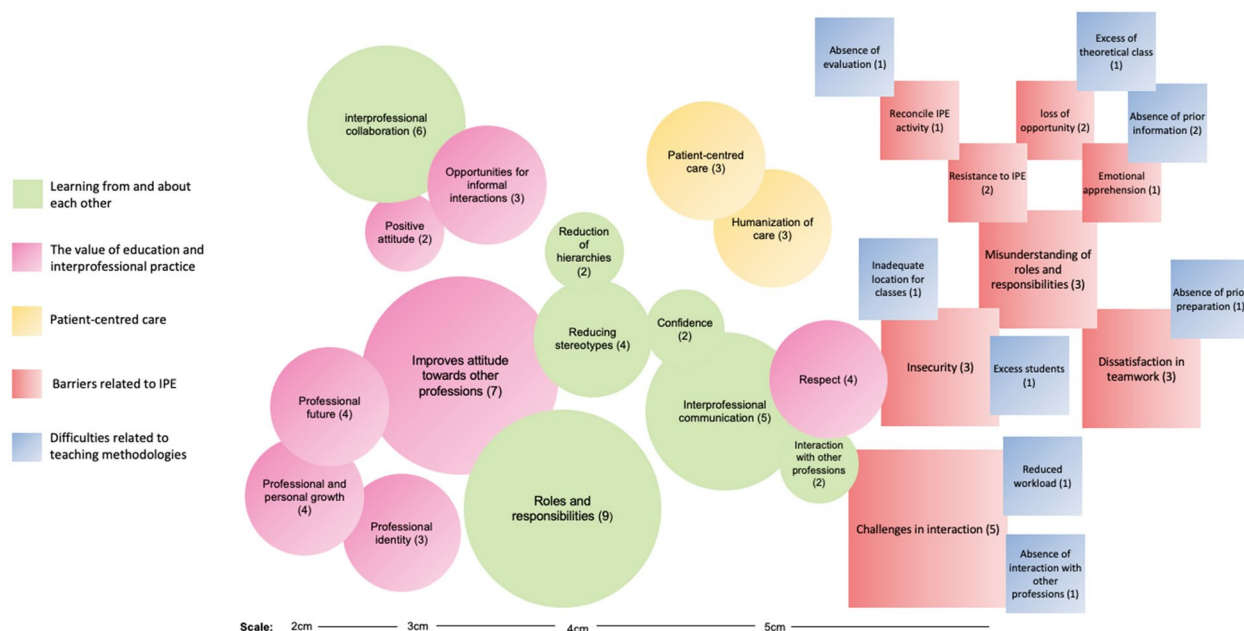 Learning from and about
each other
The value of education and
interprofessional practice
Patient-centred care
Barriers related to IPE
Difficulties related to
teaching methodologies
interprofessional
collaboration (6)
Opportunities for
informal
interactions (3)
Positive
attitude (2)
Reduction
of
hierarchies
(2)
Reducing
stereotypes (4)
Confidence
(2)
Improves attitude
towards other
professions (7)
Professional
future (4)
Professional and
personal growth
(4)
Professional
identity (3)
Roles and
responsibilities (9)
Interprofessional
communication (5)
Respect (4)
Interaction
with other
professions
(2)
Patient-centred
care (3)
Humanization of
care (3)
Absence of
evaluation (1)
Excess of
theoretical class
(1)
Reconcile IPE
activity (1)
loss of
opportunity (2)
Absence of prior
information (2)
Resistance to IPE
(2)
Emotional
apprehension (1)
Misunderstanding of
roles and
responsibilities (3)
Inadequate
location for
classes (1)
Absence of prior
preparation (1)
Insecurity (3)
Excess students
(1)
Dissatisfaction in
teamwork (3)
Challenges in interaction (5)
Reduced
workload (1)
Absence of
interaction with
other
professions (1)
Scale: 2cm 3cm 4cm 5cm